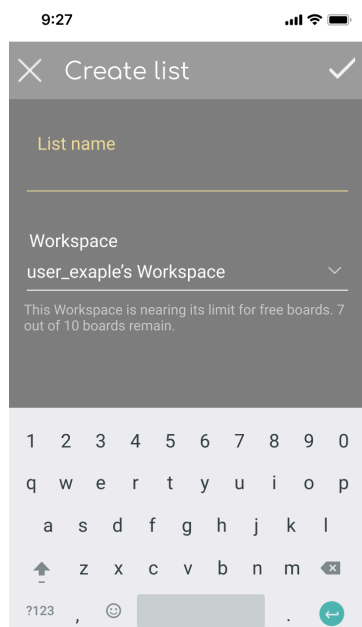 9:27
Create list
List name
Workspace
user_exaple's Workspace
This Workspace is nearing its limit for free boards. 7
out of 10 boards remain.
1 2 3 4 5 6 7 8 9 0
q w e r t y u i o p
a s d f g h j k l
z x c v b n m
?123 , .